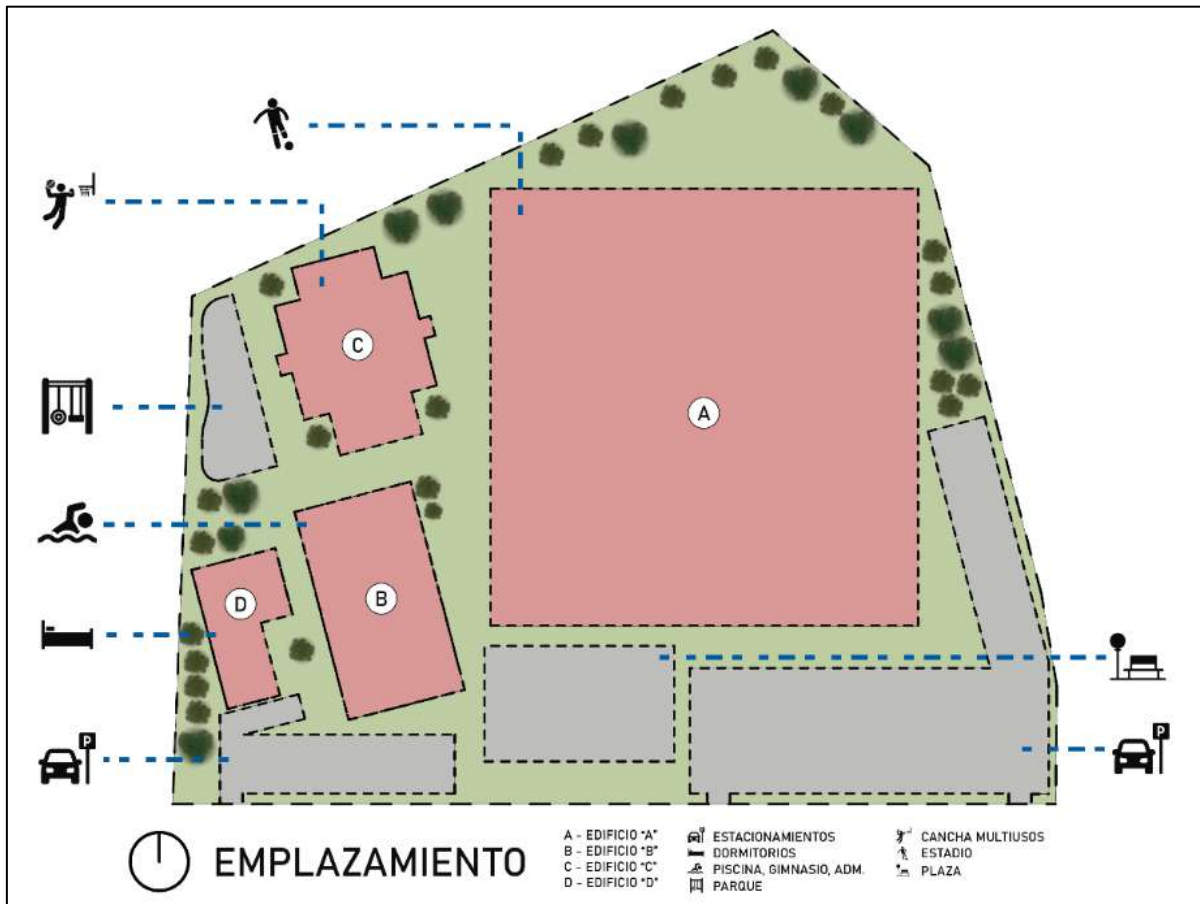 C
A
D
B
P
P
EMPLAZAMIENTO
A - EDIFICIO "A"
B - EDIFICIO "B"
C - EDIFICIO "C"
D - EDIFICIO "D"
ESTACIONAMIENTOS
DORMITORIOS
PISCINA, GIMNASIO, ADM.
PARQUE
CANCHA MULTIUSOS
ESTADIO
PLAZA